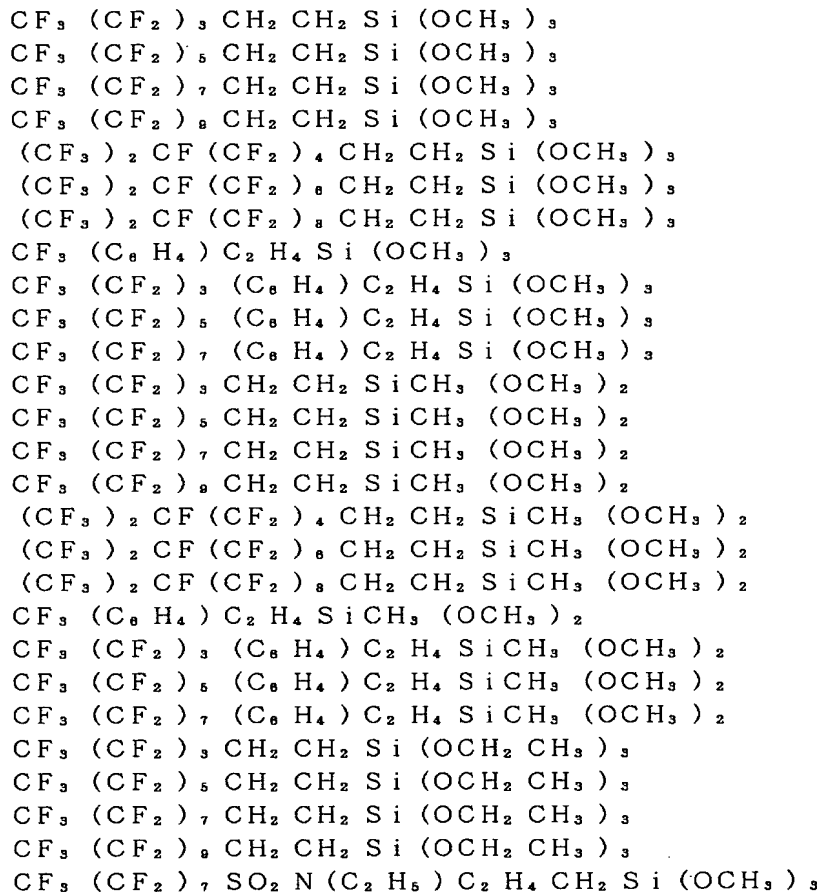 CF₃(CF₂)₃CH₂CH₂Si(OCH₃)₃
CF₃(CF₂)₅CH₂CH₂Si(OCH₃)₃
CF₃(CF₂)₇CH₂CH₂Si(OCH₃)₃
CF₃(CF₂)₉CH₂CH₂Si(OCH₃)₃
(CF₃)₂CF(CF₂)₄CH₂CH₂Si(OCH₃)₃
(CF₃)₂CF(CF₂)₆CH₂CH₂Si(OCH₃)₃
(CF₃)₂CF(CF₂)₈CH₂CH₂Si(OCH₃)₃
CF₃(C₆H₄)C₂H₄Si(OCH₃)₃
CF₃(CF₂)₃(C₆H₄)C₂H₄Si(OCH₃)₃
CF₃(CF₂)₅(C₆H₄)C₂H₄Si(OCH₃)₃
CF₃(CF₂)₇(C₆H₄)C₂H₄Si(OCH₃)₃
CF₃(CF₂)₃CH₂CH₂SiCH₃(OCH₃)₂
CF₃(CF₂)₅CH₂CH₂SiCH₃(OCH₃)₂
CF₃(CF₂)₇CH₂CH₂SiCH₃(OCH₃)₂
CF₃(CF₂)₉CH₂CH₂SiCH₃(OCH₃)₂
(CF₃)₂CF(CF₂)₄CH₂CH₂SiCH₃(OCH₃)₂
(CF₃)₂CF(CF₂)₆CH₂CH₂SiCH₃(OCH₃)₂
(CF₃)₂CF(CF₂)₈CH₂CH₂SiCH₃(OCH₃)₂
CF₃(C₆H₄)C₂H₄SiCH₃(OCH₃)₂
CF₃(CF₂)₃(C₆H₄)C₂H₄SiCH₃(OCH₃)₂
CF₃(CF₂)₅(C₆H₄)C₂H₄SiCH₃(OCH₃)₂
CF₃(CF₂)₇(C₆H₄)C₂H₄SiCH₃(OCH₃)₂
CF₃(CF₂)₃CH₂CH₂Si(OCH₂CH₃)₃
CF₃(CF₂)₅CH₂CH₂Si(OCH₂CH₃)₃
CF₃(CF₂)₇CH₂CH₂Si(OCH₂CH₃)₃
CF₃(CF₂)₉CH₂CH₂Si(OCH₂CH₃)₃
CF₃(CF₂)₇SO₂N(C₂H₅)C₂H₄CH₂Si(OCH₃)₃